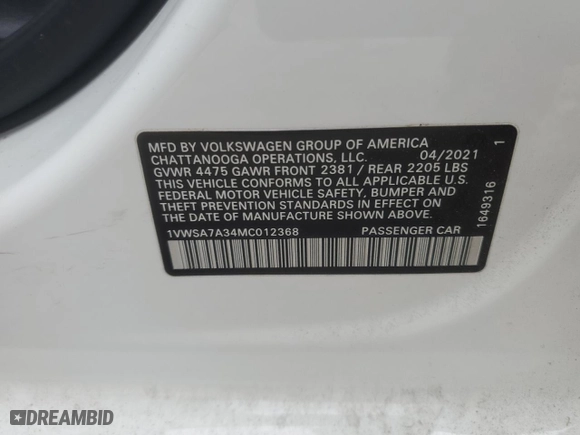 MFD BY VOLKSWAGEN GROUP OF AMERICA
CHATTANOOGA OPERATIONS, LLC. 04/2021
GVWR 4475 GAWR FRONT 2381 / REAR 2205 LBS
THIS VEHICLE CONFORMS TO ALL APPLICABLE U.S.
FEDERAL MOTOR VEHICLE SAFETY, BUMPER AND
THEFT PREVENTION STANDARDS IN EFFECT ON
THE DATE OF MANUFACTURE SHOWN ABOVE.
1VWSA7A34MC012368 PASSENGER CAR
1649316 1
DREAMBID